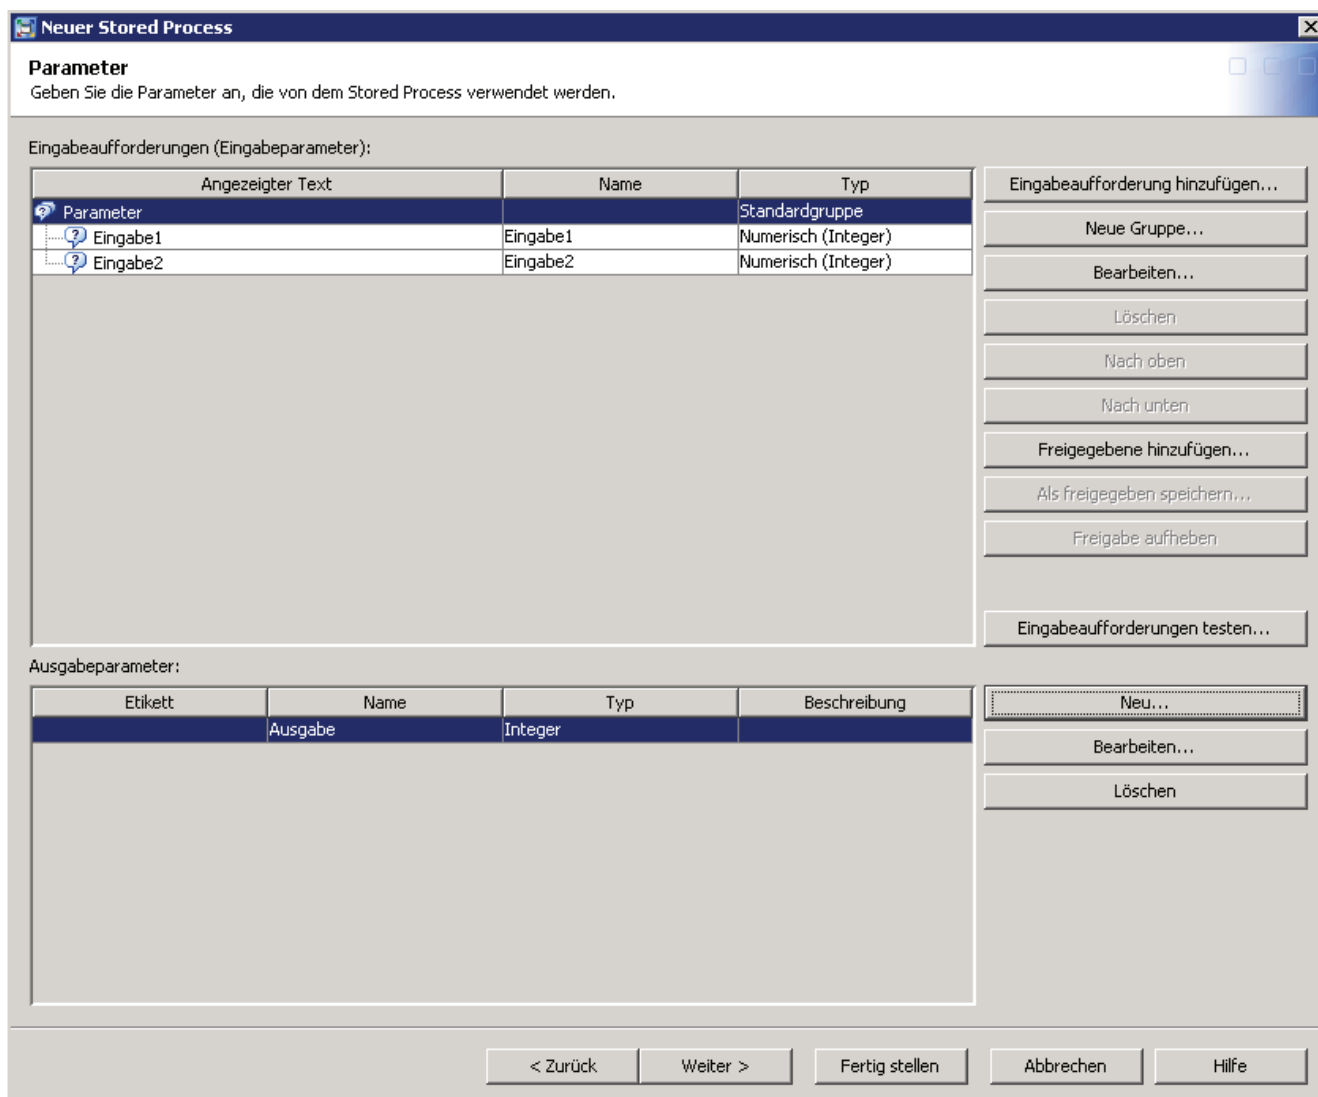 Neuer Stored Process
Parameter
Geben Sie die Parameter an, die von dem Stored Process verwendet werden.
Eingabeaufforderungen (Eingabeparameter):
Angezeigter Text Name Typ
Parameter Standardgruppe
Eingabe1 Eingabe1 Numerisch (Integer)
Eingabe2 Eingabe2 Numerisch (Integer)
Eingabeaufforderung hinzufügen...
Neue Gruppe...
Bearbeiten...
Löschen
Nach oben
Nach unten
Freigegebene hinzufügen...
Als freigegeben speichern...
Freigabe aufheben
Eingabeaufforderungen testen...
Ausgabeparameter:
Etikett Name Typ Beschreibung
Ausgabe Integer
Neu...
Bearbeiten...
Löschen
< Zurück Weiter > Fertig stellen Abbrechen Hilfe